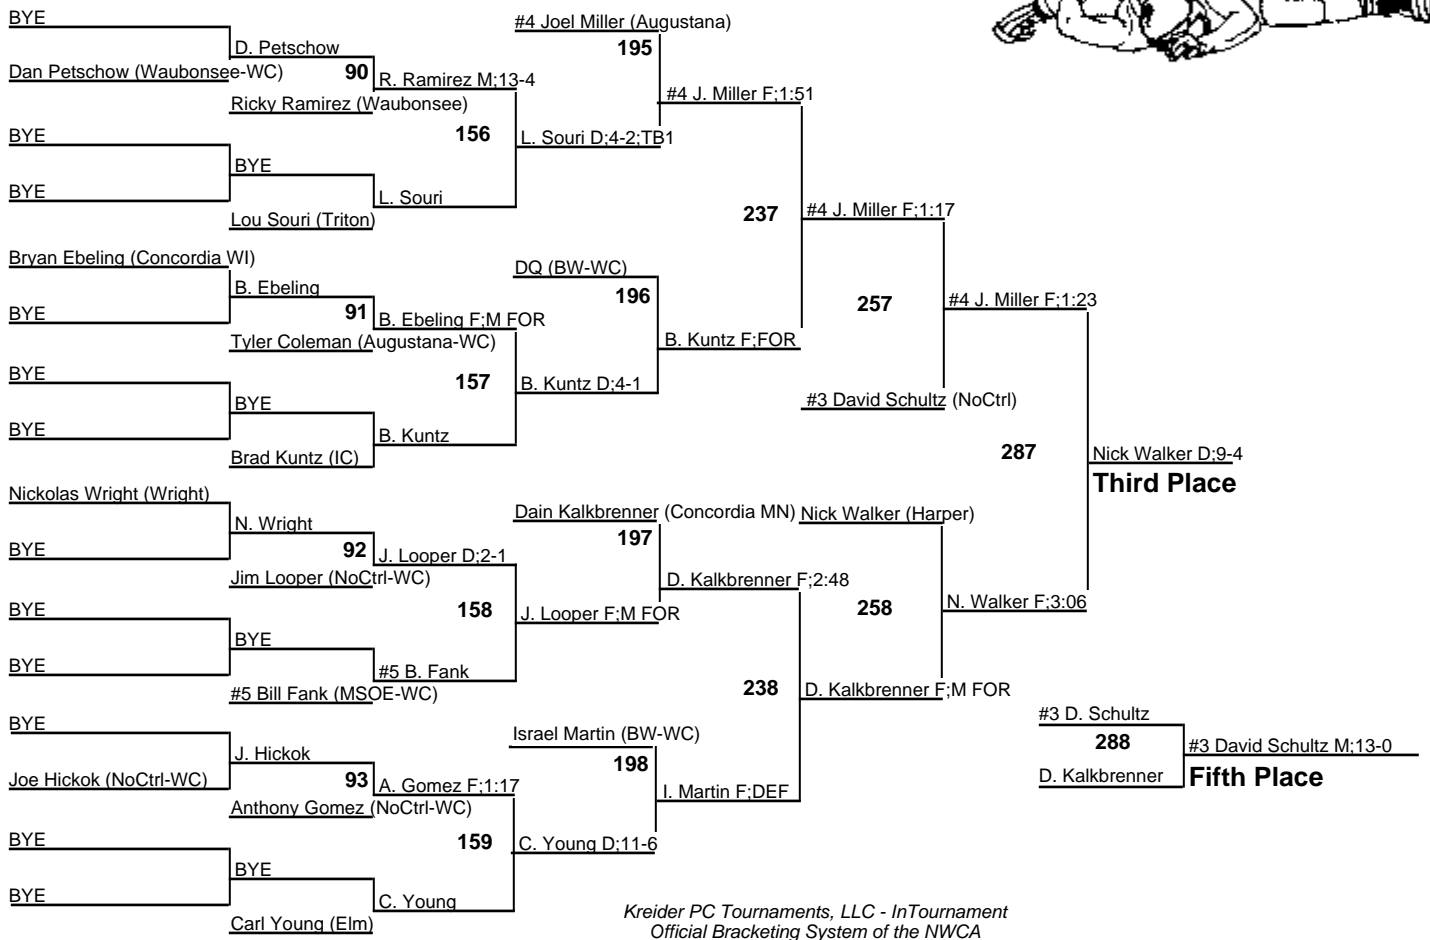 BYE
#4 Joel Miller (Augustana)
D. Petschow
195
Dan Petschow (Waubonsee-WC)
90
R. Ramirez M;13-4
#4 J. Miller F;1:51
Ricky Ramirez (Waubonsee)
BYE
156
L. Souri D;4-2;TB1
BYE
BYE
L. Souri
237
#4 J. Miller F;1:17
Lou Souri (Triton)
Bryan Ebeling (Concordia WI)
DQ (BW-WC)
B. Ebeling
196
257
#4 J. Miller F;1:23
BYE
91
B. Ebeling F;M FOR
Tyler Coleman (Augustana-WC)
B. Kuntz F;FOR
BYE
157
B. Kuntz D;4-1
BYE
#3 David Schultz (NoCtrl)
BYE
B. Kuntz
Brad Kuntz (IC)
287
Nick Walker D;9-4
Third Place
Nickolas Wright (Wright)
N. Wright
Dain Kalkbrenner (Concordia MN)
Nick Walker (Harper)
BYE
92
J. Looper D;2-1
197
Jim Looper (NoCtrl-WC)
D. Kalkbrenner F;2:48
BYE
158
J. Looper F;M FOR
258
N. Walker F;3:06
BYE
BYE
#5 B. Fank
#5 Bill Fank (MSOE-WC)
238
D. Kalkbrenner F;M FOR
BYE
Israel Martin (BW-WC)
#3 D. Schultz
J. Hickok
198
288
#3 David Schultz M;13-0
Joe Hickok (NoCtrl-WC)
93
A. Gomez F;1:17
I. Martin F;DEF
D. Kalkbrenner
Fifth Place
Anthony Gomez (NoCtrl-WC)
BYE
159
C. Young D;11-6
BYE
BYE
C. Young
Carl Young (Elm)
Kreider PC Tournaments, LLC - InTournament
Official Bracketing System of the NWCA